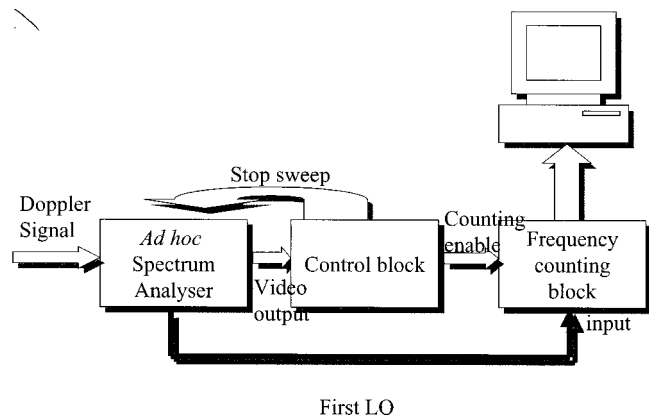 Stop sweep
Doppler
Signal
Ad hoc
Spectrum
Analyser
Video
output
Control block
Counting
enable
Frequency
counting
block
input
First LO